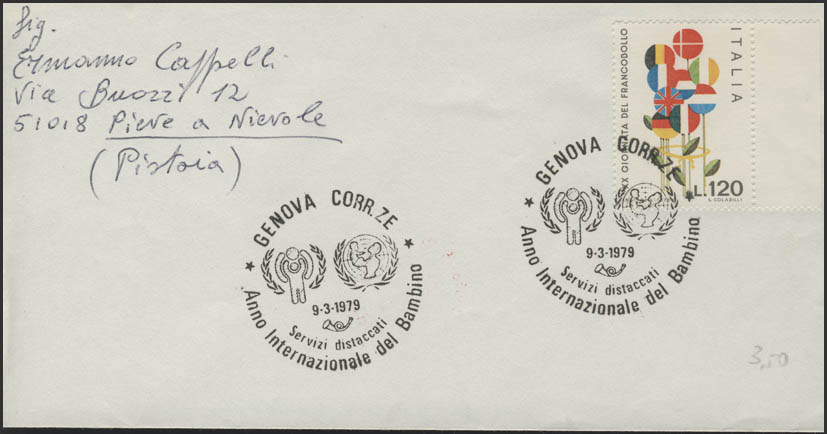 Sig.
Ermanno Cappelli
Via Buozzi 12
51018 Pieve a Nievole
(Pistoia)
ITALIA
XX GIORNATA DEL FRANCOBOLLO
L.120
S. COLABILLI
GENOVA CORR.ZE
9-3-1979
Servizi distaccati
Anno Internazionale del Bambino
GENOVA CORR.ZE
9-3-1979
Servizi distaccati
Anno Internazionale del Bambino
3,50